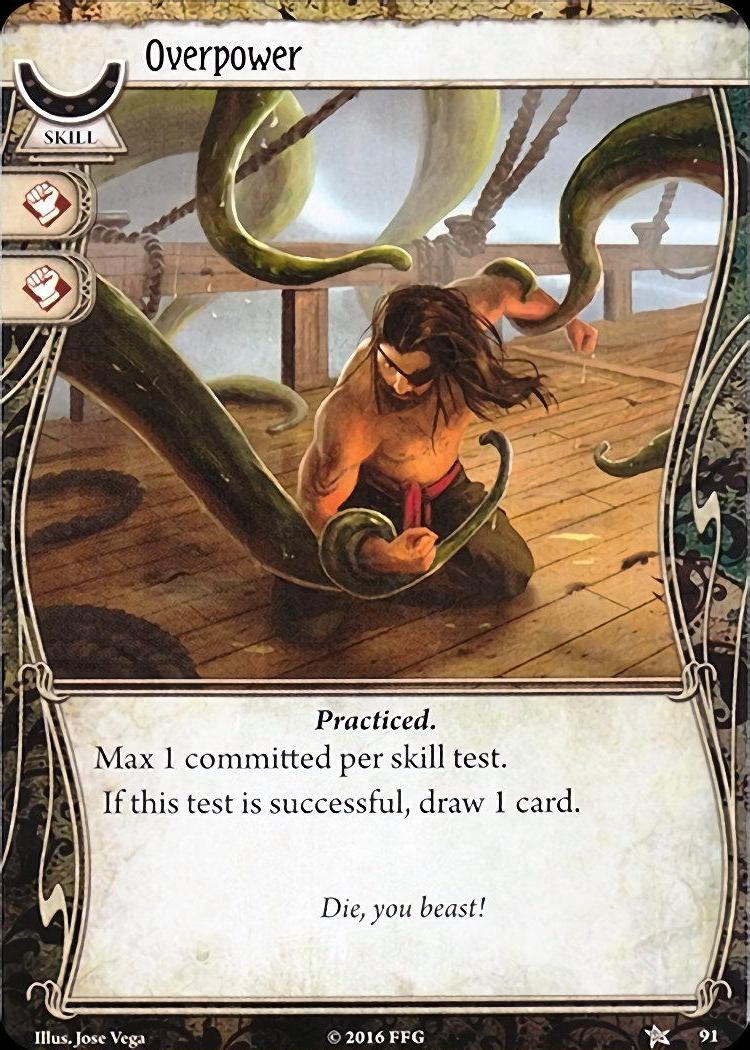 Overpower
SKILL
Practiced.
Max 1 committed per skill test.
If this test is successful, draw 1 card.
Die, you beast!
Illus. Jose Vega
© 2016 FFG
91